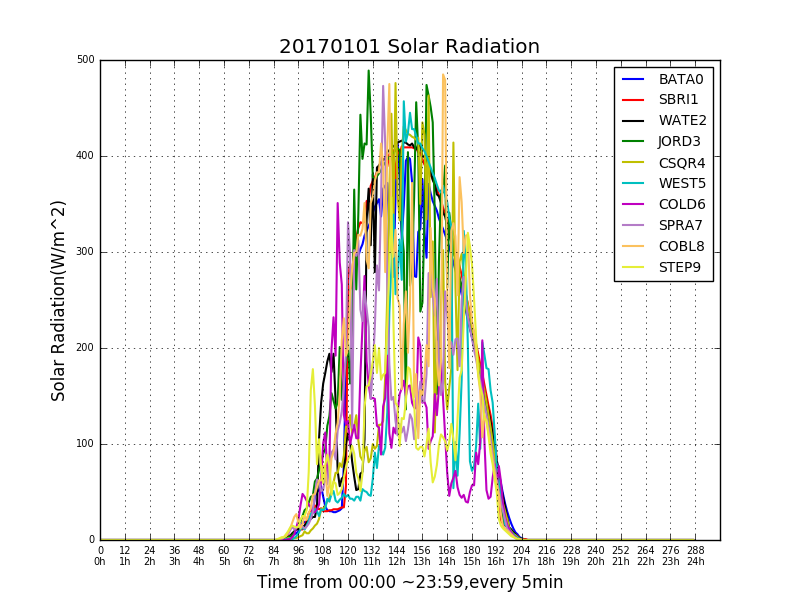 20170101 Solar Radiation
500
400
300
200
100
0
Solar Radiation(W/m^2)
BATA0
SBRI1
WATE2
JORD3
CSQR4
WEST5
COLD6
SPRA7
COBL8
STEP9
0 12 24 36 48 60 72 84 96 108 120 132 144 156 168 180 192 204 216 228 240 252 264 276 288
0h 1h 2h 3h 4h 5h 6h 7h 8h 9h 10h 11h 12h 13h 14h 15h 16h 17h 18h 19h 20h 21h 22h 23h 24h
Time from 00:00 ~23:59,every 5min